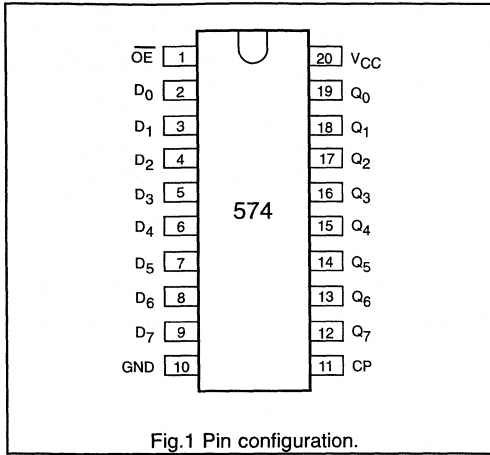 OE 1 20 VCC
D0 2 19 Q0
D1 3 18 Q1
D2 4 17 Q2
D3 5 16 Q3
D4 6 574 15 Q4
D5 7 14 Q5
D6 8 13 Q6
D7 9 12 Q7
GND 10 11 CP
Fig.1 Pin configuration.